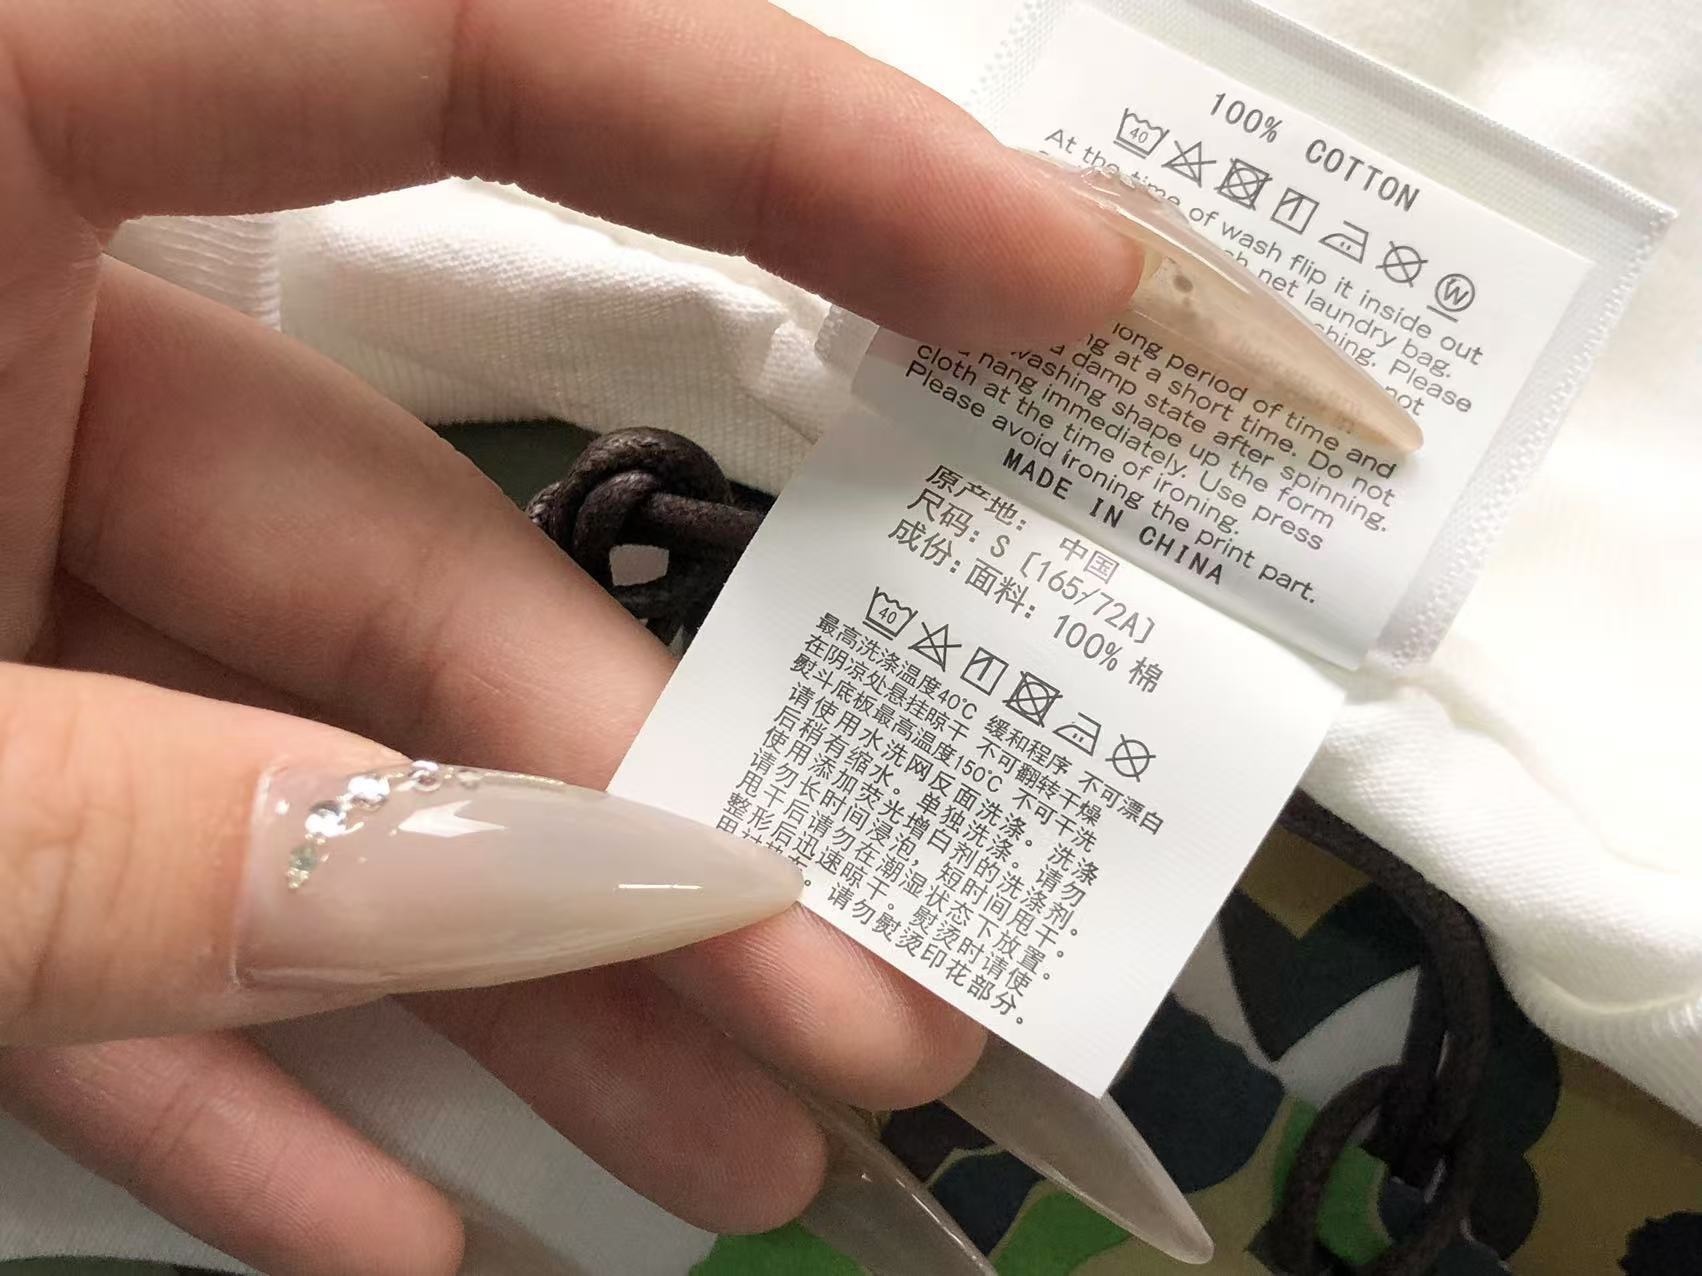 100% COTTON
40
W
At the time of wash flip it inside out
net laundry bag.
Please
not
long period of time and
at a short time. Do not
a damp state after spinning.
washing shape up the form
hang immediately. Use press
cloth at the time of ironing.
Please avoid ironing the print part.
MADE IN CHINA
原产地: 中国
尺码: S [165/72A]
成份: 面料: 100% 棉
40
最高洗涤温度40℃ 缓和程序 不可漂白
在阴凉处悬挂晾干 不可翻转干燥
熨斗底板最高温度150℃ 不可干洗
请使用水洗网反面洗涤。单独洗涤。洗涤
后稍有缩水。请勿
使用添加荧光增白剂的洗涤剂。
请勿长时间浸泡，短时间甩干。
甩干后请勿在潮湿状态下放置。
整形后迅速晾干。熨烫时请使
请勿熨烫印花部分。